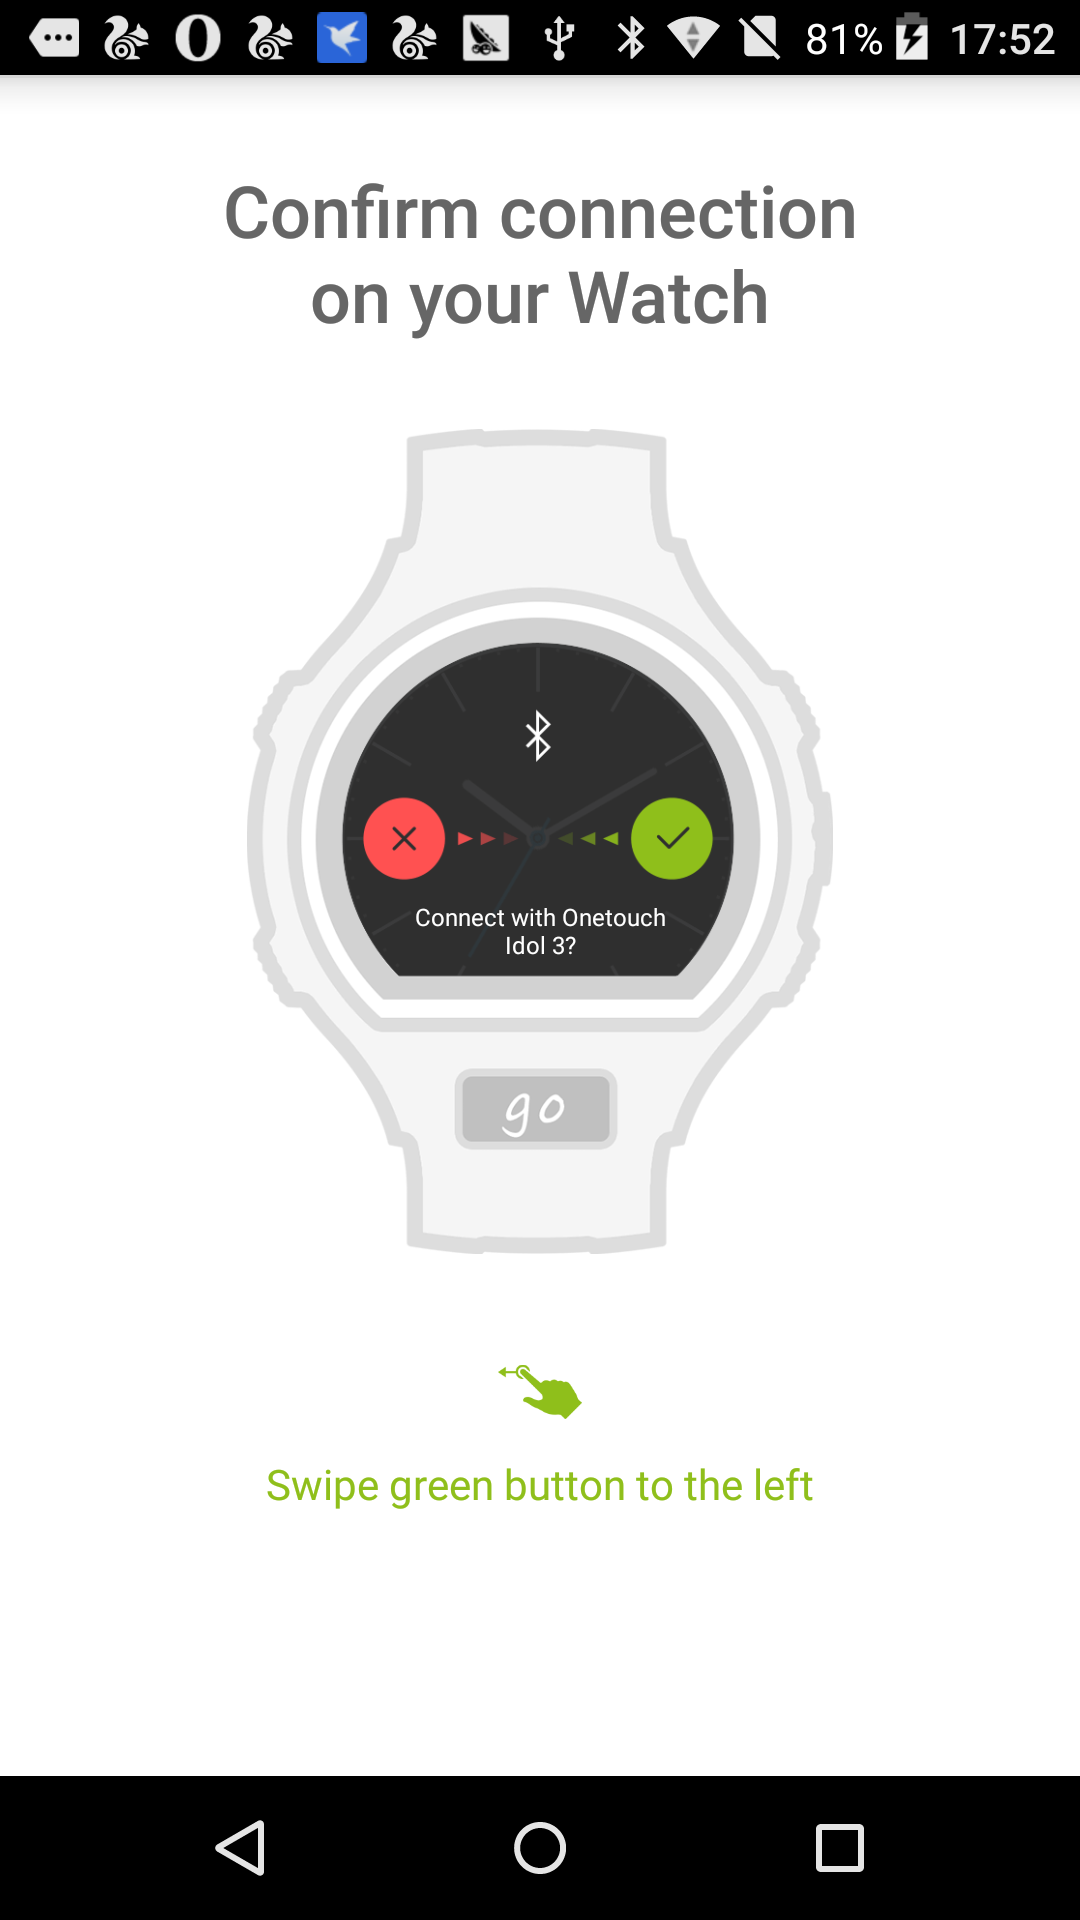 81% 17:52
Confirm connection
on your Watch
Connect with Onetouch
Idol 3?
go
Swipe green button to the left